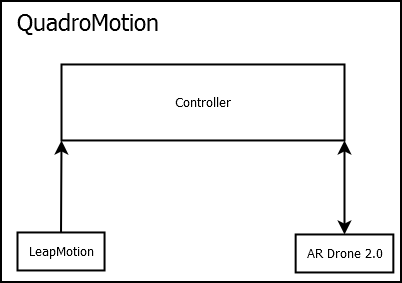 QuadroMotion
Controller
LeapMotion
AR Drone 2.0